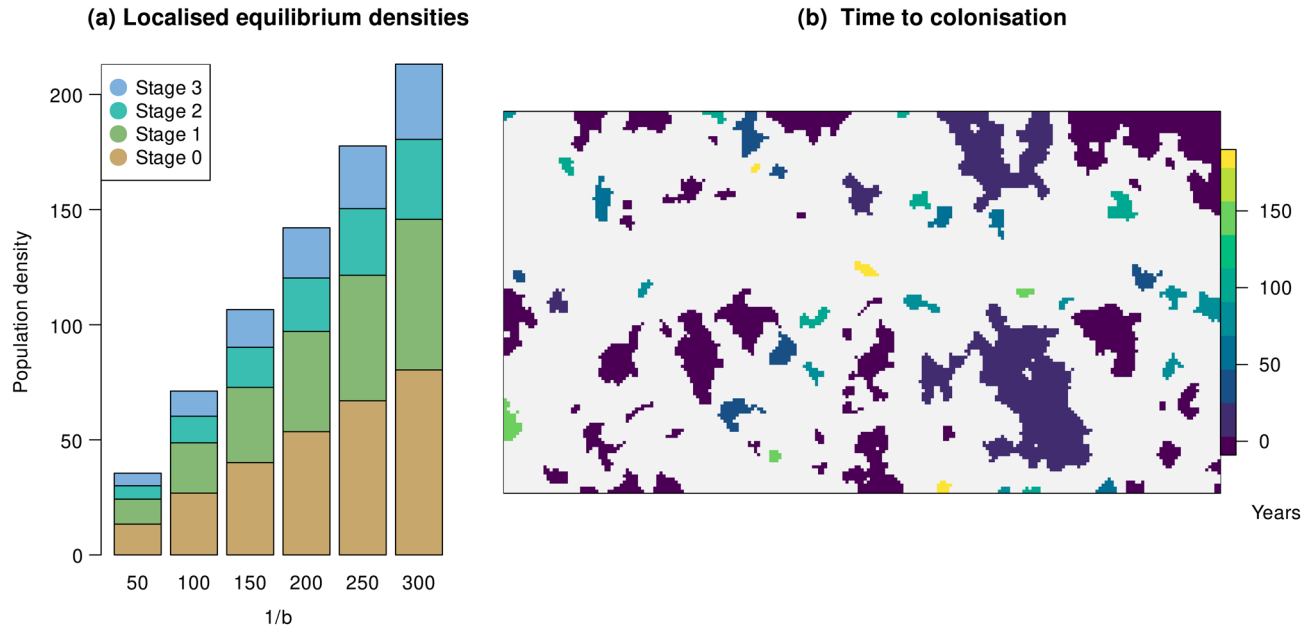 (a) Localised equilibrium densities
Stage 3
Stage 2
Stage 1
Stage 0
Population density
200
150
100
50
0
50 100 150 200 250 300
1/b
(b) Time to colonisation
150
100
50
0
Years